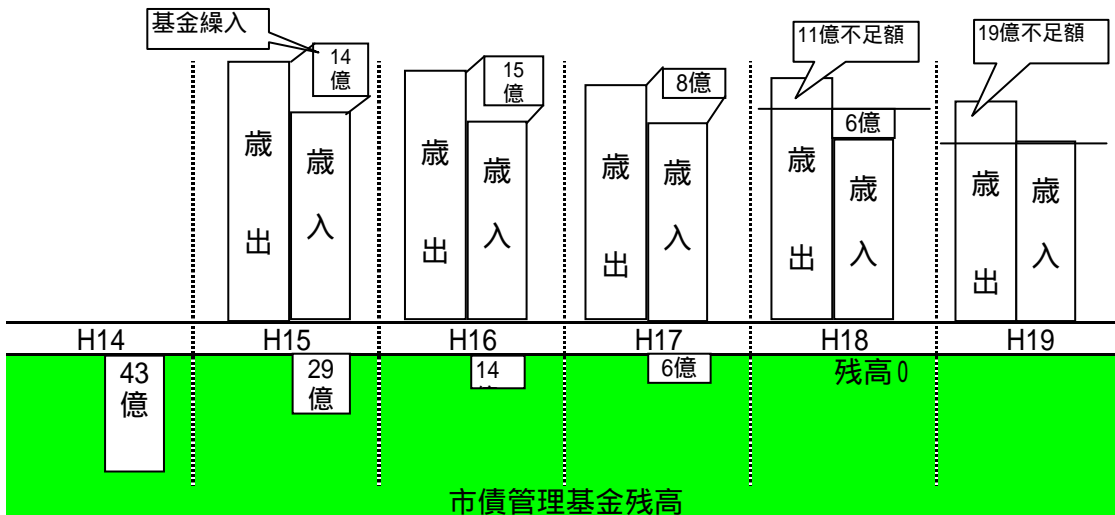 基金繰入
14
億
歳
出
歳
入
15
億
歳
出
歳
入
8億
歳
出
歳
入
11億不足額
6億
歳
出
歳
入
19億不足額
歳
出
歳
入
H14
H15
H16
H17
H18
H19
43
億
29
億
14
6億
残高0
市債管理基金残高